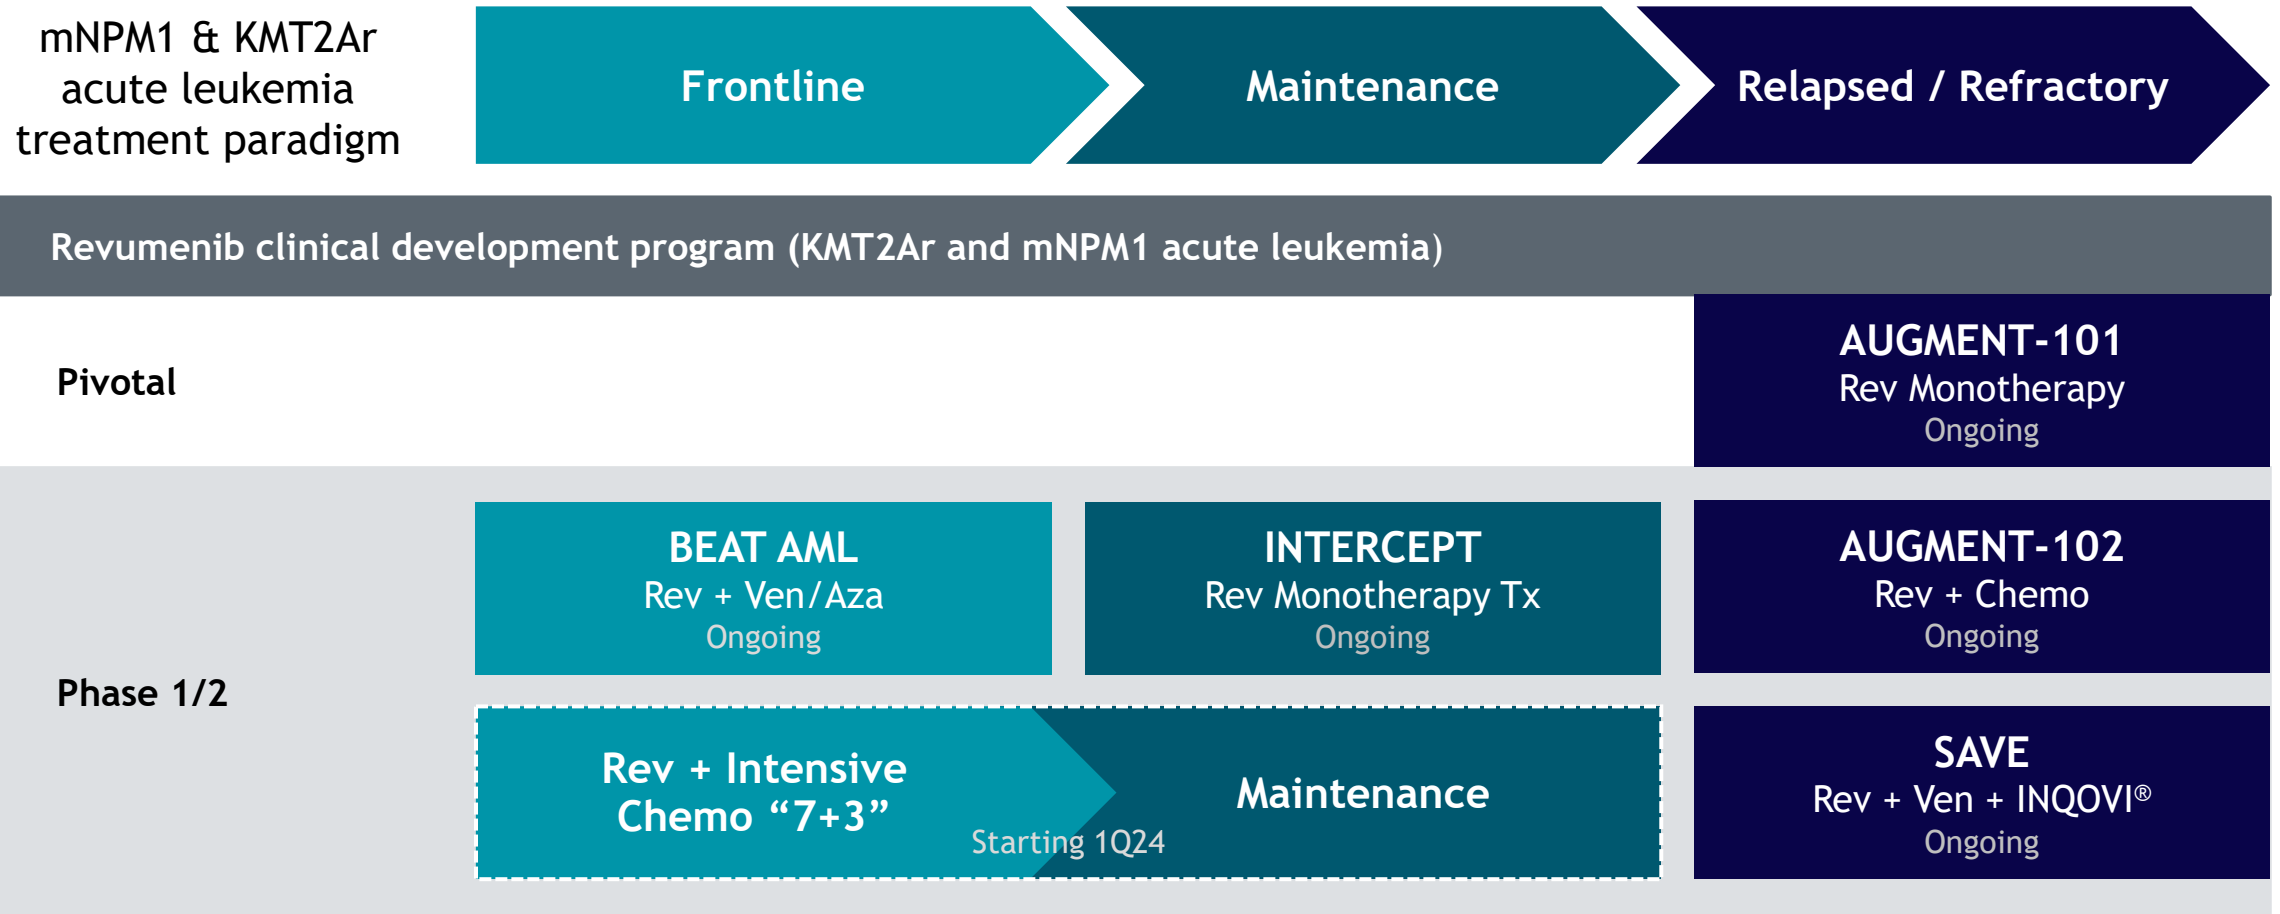 mNPM1 & KMT2Ar
acute leukemia
treatment paradigm
Frontline
Maintenance
Relapsed / Refractory
Revumenib clinical development program (KMT2Ar and mNPM1 acute leukemia)
Pivotal
AUGMENT-101
Rev Monotherapy
Ongoing
Phase 1/2
BEAT AML
Rev + Ven/Aza
Ongoing
INTERCEPT
Rev Monotherapy Tx
Ongoing
AUGMENT-102
Rev + Chemo
Ongoing
Rev + Intensive
Chemo “7+3”
Maintenance
Starting 1Q24
SAVE
Rev + Ven + INQOVI®
Ongoing